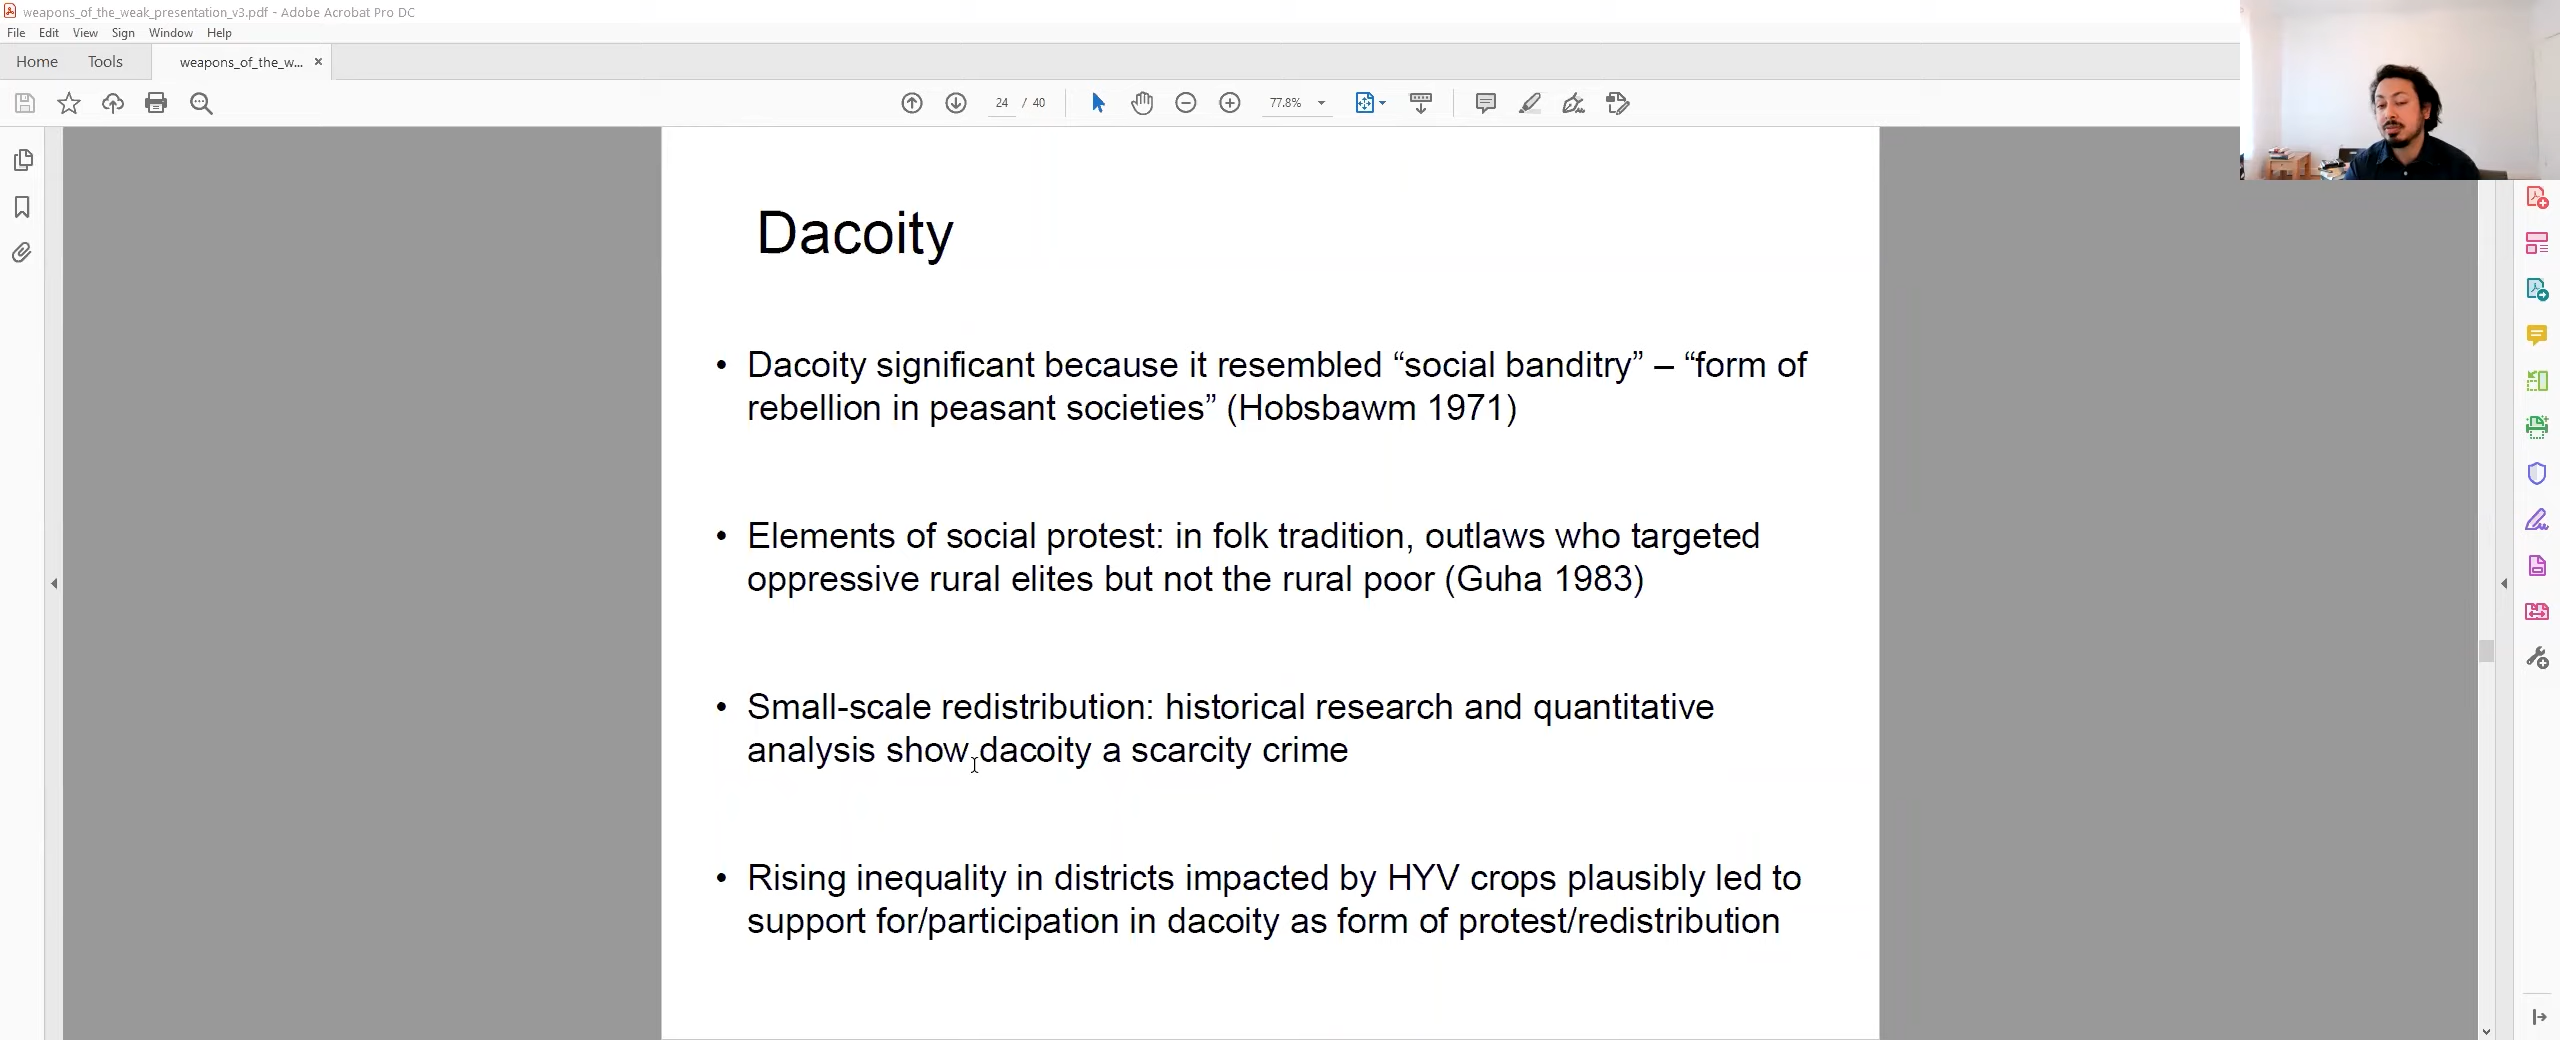 weapons_of_the_weak_presentation_v3.pdf - Adobe Acrobat Pro DC
File Edit View Sign Window Help
Home Tools weapons_of_the_w... ×
24 / 40 77.8%
Dacoity
• Dacoity significant because it resembled “social banditry” – “form of
rebellion in peasant societies” (Hobsbawm 1971)
• Elements of social protest: in folk tradition, outlaws who targeted
oppressive rural elites but not the rural poor (Guha 1983)
• Small-scale redistribution: historical research and quantitative
analysis show dacoity a scarcity crime
• Rising inequality in districts impacted by HYV crops plausibly led to
support for/participation in dacoity as form of protest/redistribution